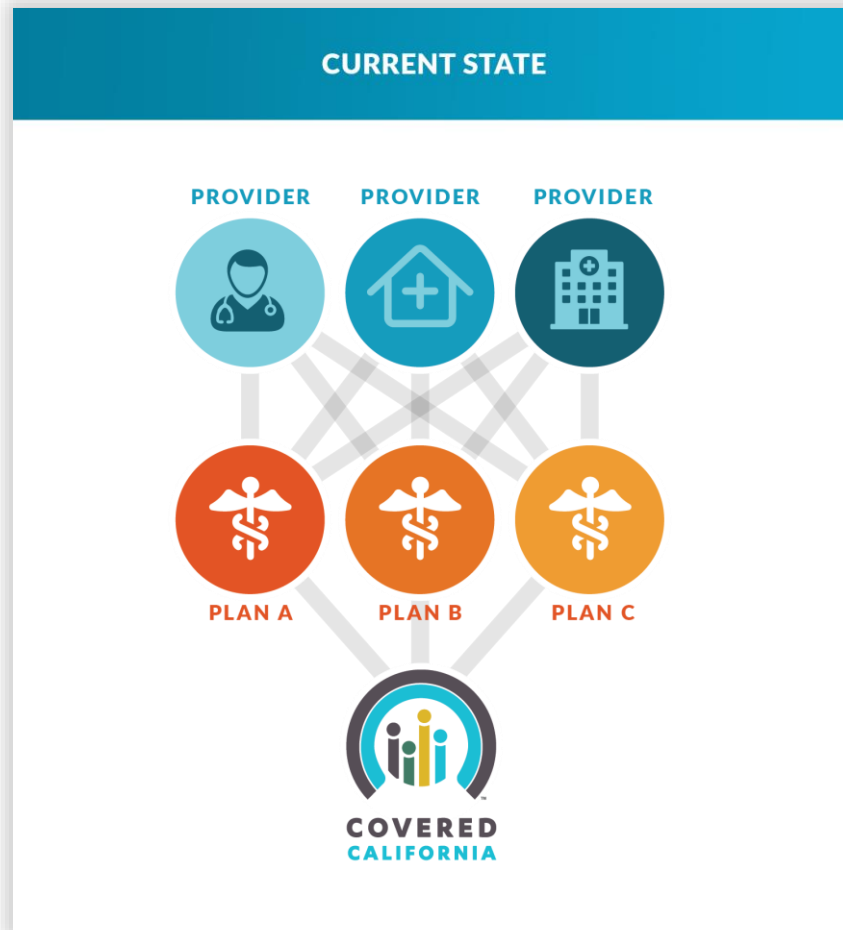 CURRENT STATE
PROVIDER PROVIDER PROVIDER
PLAN A PLAN B PLAN C
COVERED
CALIFORNIA